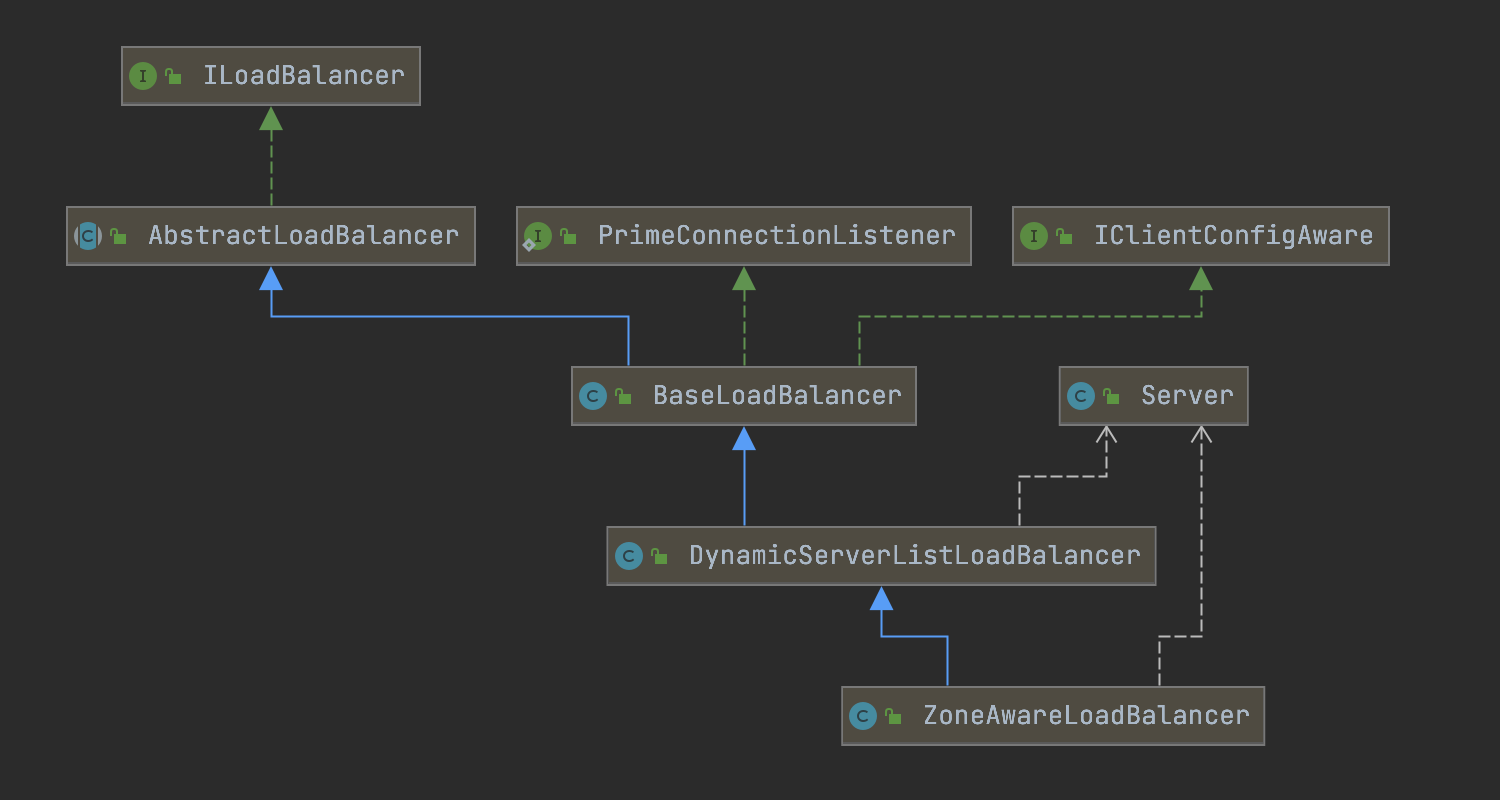 ILoadBalancer
AbstractLoadBalancer
PrimeConnectionListener
IClientConfigAware
BaseLoadBalancer
Server
DynamicServerListLoadBalancer
ZoneAwareLoadBalancer